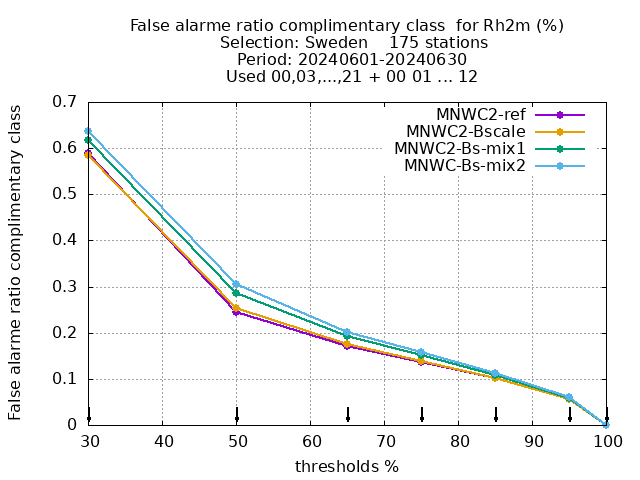 False alarme ratio complimentary class  for Rh2m (%)
Selection: Sweden    175 stations
Period: 20240601-20240630
Used 00,03,...,21 + 00 01 ... 12
False alarme ratio complimentary class
0.7
0.6
0.5
0.4
0.3
0.2
0.1
0
MNWC2-ref
MNWC2-Bscale
MNWC2-Bs-mix1
MNWC-Bs-mix2
30 40 50 60 70 80 90 100
thresholds %